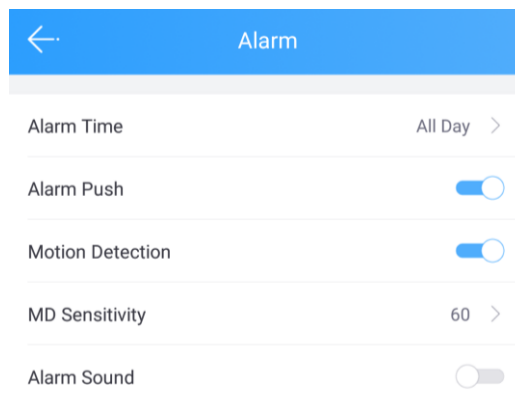 Alarm
Alarm Time All Day
Alarm Push
Motion Detection
MD Sensitivity 60
Alarm Sound